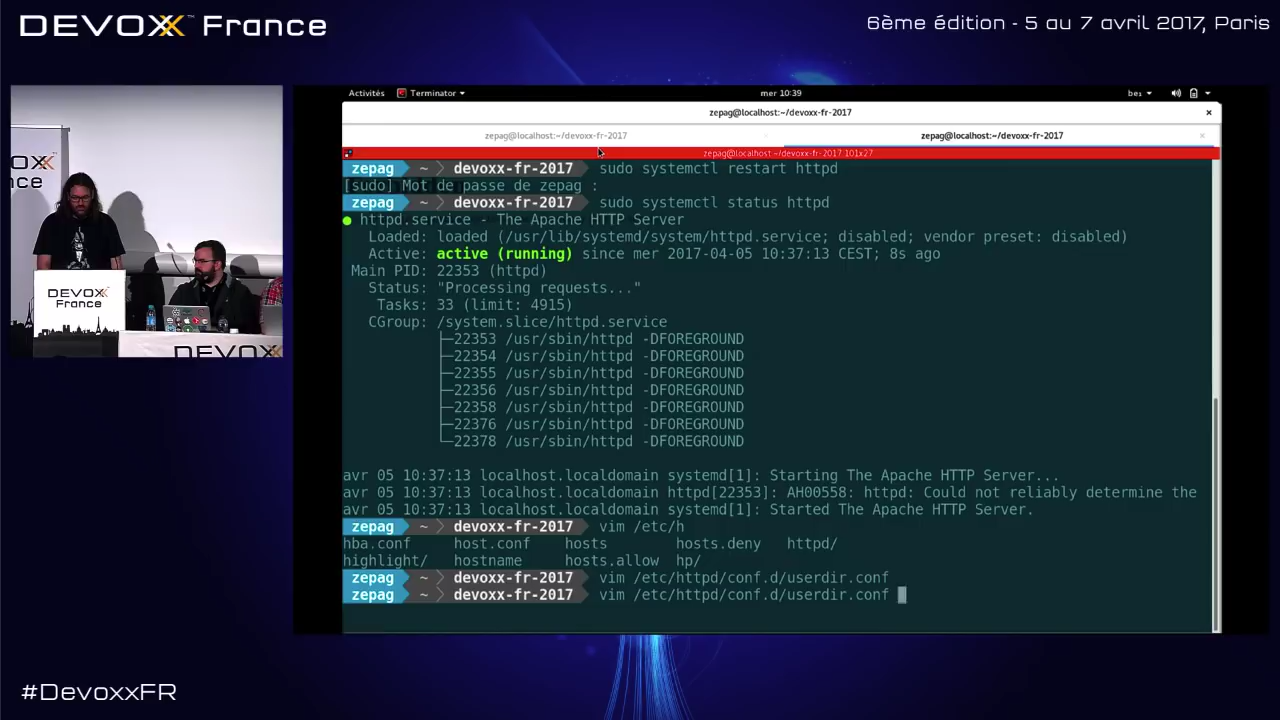 DEVOXX™ France
6ème édition - 5 au 7 avril 2017, Paris
Activités Terminator mer 10:39 be1
zepag@localhost:~/devoxx-fr-2017
zepag@localhost:~/devoxx-fr-2017 zepag@localhost:~/devoxx-fr-2017
zepag@localhost:~/devoxx-fr-2017 101x27
zepag ~ devoxx-fr-2017 sudo systemctl restart httpd
[sudo] Mot de passe de zepag :
zepag ~ devoxx-fr-2017 sudo systemctl status httpd
● httpd.service - The Apache HTTP Server
Loaded: loaded (/usr/lib/systemd/system/httpd.service; disabled; vendor preset: disabled)
Active: active (running) since mer 2017-04-05 10:37:13 CEST; 8s ago
Main PID: 22353 (httpd)
Status: "Processing requests..."
Tasks: 33 (limit: 4915)
CGroup: /system.slice/httpd.service
├─22353 /usr/sbin/httpd -DFOREGROUND
├─22354 /usr/sbin/httpd -DFOREGROUND
├─22355 /usr/sbin/httpd -DFOREGROUND
├─22356 /usr/sbin/httpd -DFOREGROUND
├─22358 /usr/sbin/httpd -DFOREGROUND
├─22376 /usr/sbin/httpd -DFOREGROUND
└─22378 /usr/sbin/httpd -DFOREGROUND
avr 05 10:37:13 localhost.localdomain systemd[1]: Starting The Apache HTTP Server...
avr 05 10:37:13 localhost.localdomain httpd[22353]: AH00558: httpd: Could not reliably determine the
avr 05 10:37:13 localhost.localdomain systemd[1]: Started The Apache HTTP Server.
zepag ~ devoxx-fr-2017 vim /etc/h
hba.conf host.conf hosts hosts.deny httpd/
highlight/ hostname hosts.allow hp/
zepag ~ devoxx-fr-2017 vim /etc/httpd/conf.d/userdir.conf
zepag ~ devoxx-fr-2017 vim /etc/httpd/conf.d/userdir.conf
DEVOXX
France
DEVOXX
#DevoxxFR